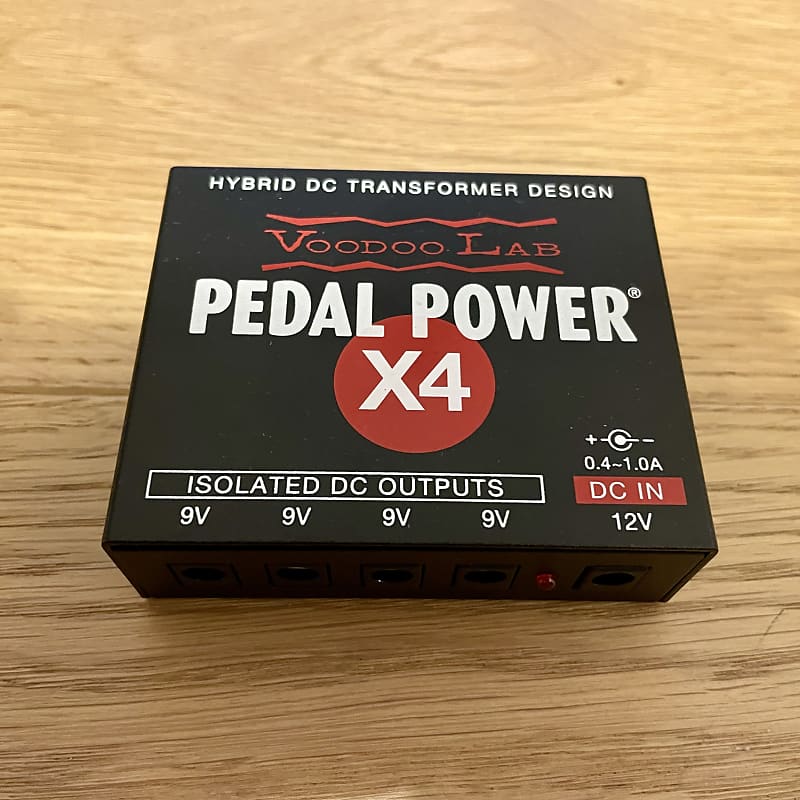 HYBRID DC TRANSFORMER DESIGN
VOODOO LAB
PEDAL POWER®
X4
+ -
0.4~1.0A
ISOLATED DC OUTPUTS
DC IN
9V 9V 9V 9V 12V